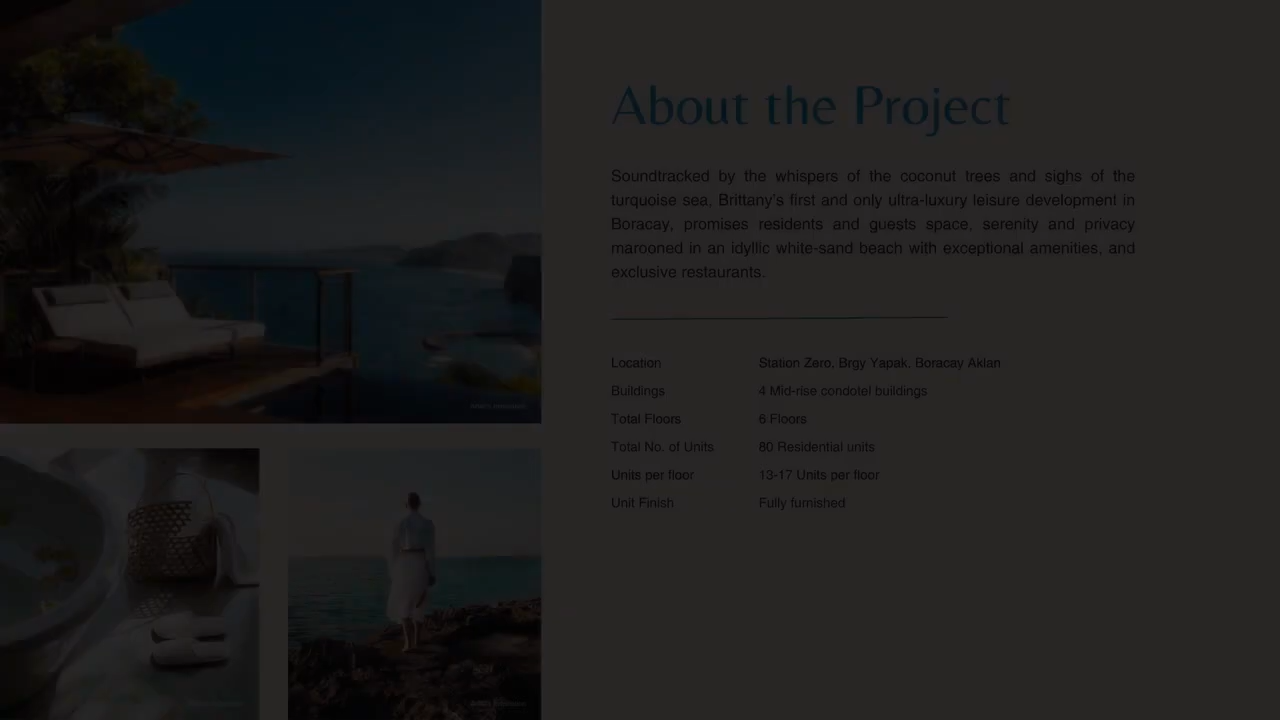 About the Project
Soundtracked by the whispers of the coconut trees and sighs of the
turquoise sea, Brittany's first and only ultra-luxury leisure development in
Boracay, promises residents and guests space, serenity and privacy
marooned in an idyllic white-sand beach with exceptional amenities, and
exclusive restaurants.
Location Station Zero, Brgy Yapak, Boracay Aklan
Buildings 4 Mid-rise condotel buildings
Total Floors 6 Floors
Total No. of Units 80 Residential units
Units per floor 13-17 Units per floor
Unit Finish Fully furnished